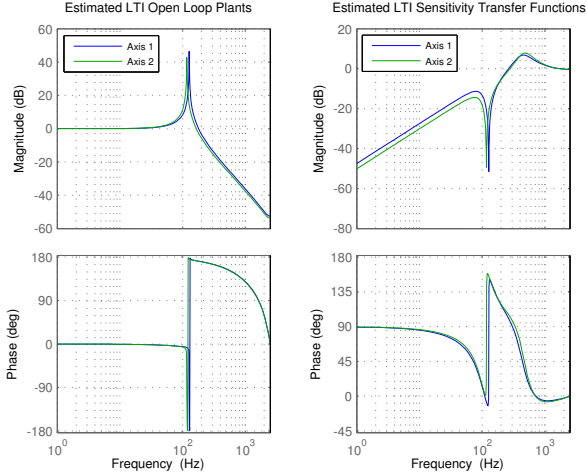 Estimated LTI Open Loop Plants
Estimated LTI Sensitivity Transfer Functions
60
40
20
0
-20
-40
-60
Magnitude (dB)
Axis 1
Axis 2
20
0
-20
-40
-60
-80
Magnitude (dB)
Axis 1
Axis 2
180
90
0
-90
-180
Phase (deg)
10^0
10^2
10^3
Frequency (Hz)
180
135
90
45
0
-45
Phase (deg)
10^0
10^2
10^3
Frequency (Hz)